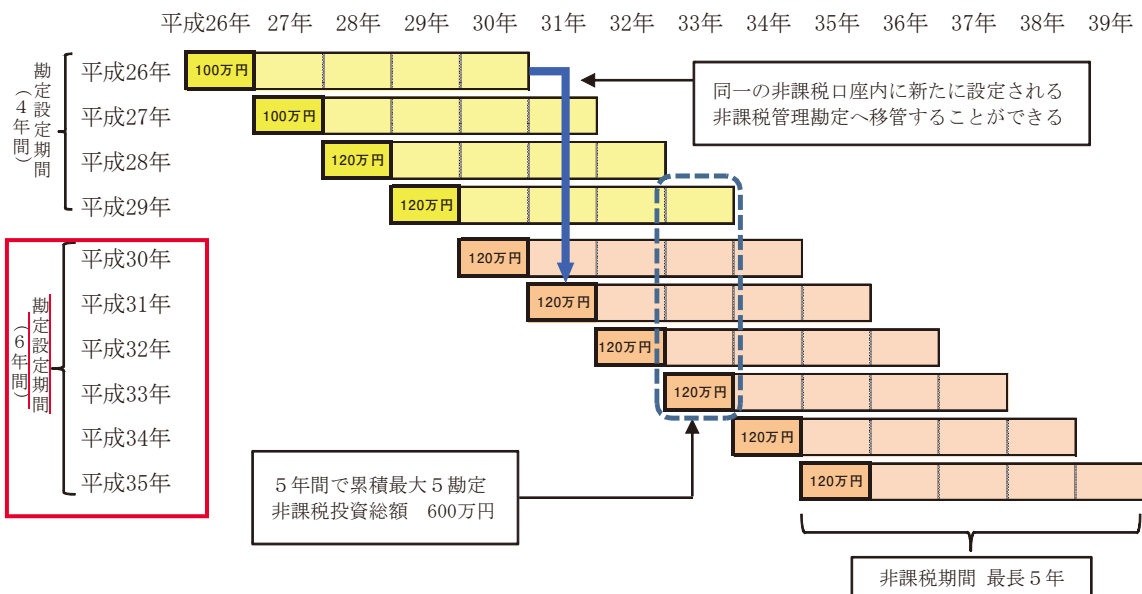 平成26年 27年 28年 29年 30年 31年 32年 33年 34年 35年 36年 37年 38年 39年
勘定設定期間
(4年間)
平成26年 100万円
平成27年 100万円
平成28年 120万円
平成29年 120万円
同一の非課税口座内に新たに設定される
非課税管理勘定へ移管することができる
勘定設定期間
(6年間)
平成30年 120万円
平成31年 120万円
平成32年 120万円
平成33年 120万円
平成34年 120万円
平成35年 120万円
5年間で累積最大5勘定
非課税投資総額 600万円
非課税期間 最長5年